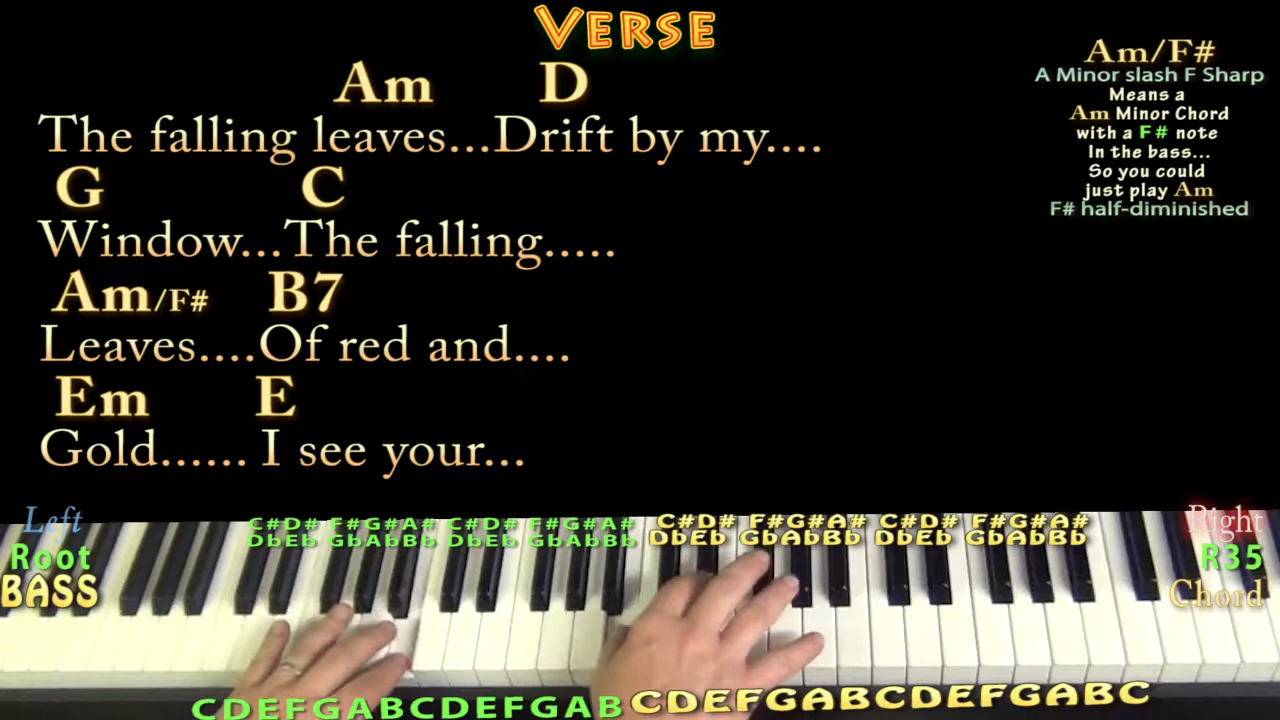 Verse
Am D
The falling leaves...Drift by my....
G C
Window...The falling.....
Am/F# B7
Leaves....Of red and....
Em E
Gold...... I see your...
Am/F#
A Minor slash F Sharp
Means a
Am Minor Chord
with a F# note
In the bass...
So you could
just play Am
F# half-diminished
Left
Root
BASS
C#D# F#G#A# C#D# F#G#A# C#D# F#G#A# C#D# F#G#A#
DbEb GbAbBb DbEb GbAbBb DbEb GbAbBb DbEb GbAbBb
Right
R35
Chord
CDEFGABCDEFGABCDEFGABCDEFGABC